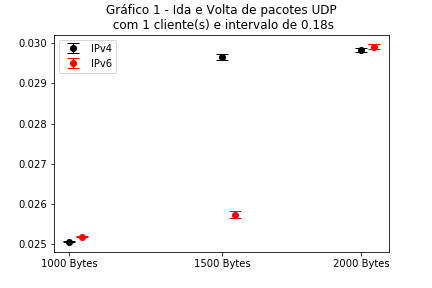 Gráfico 1 - Ida e Volta de pacotes UDP
com 1 cliente(s) e intervalo de 0.18s
IPv4
IPv6
0.030
0.029
0.028
0.027
0.026
0.025
1000 Bytes
1500 Bytes
2000 Bytes